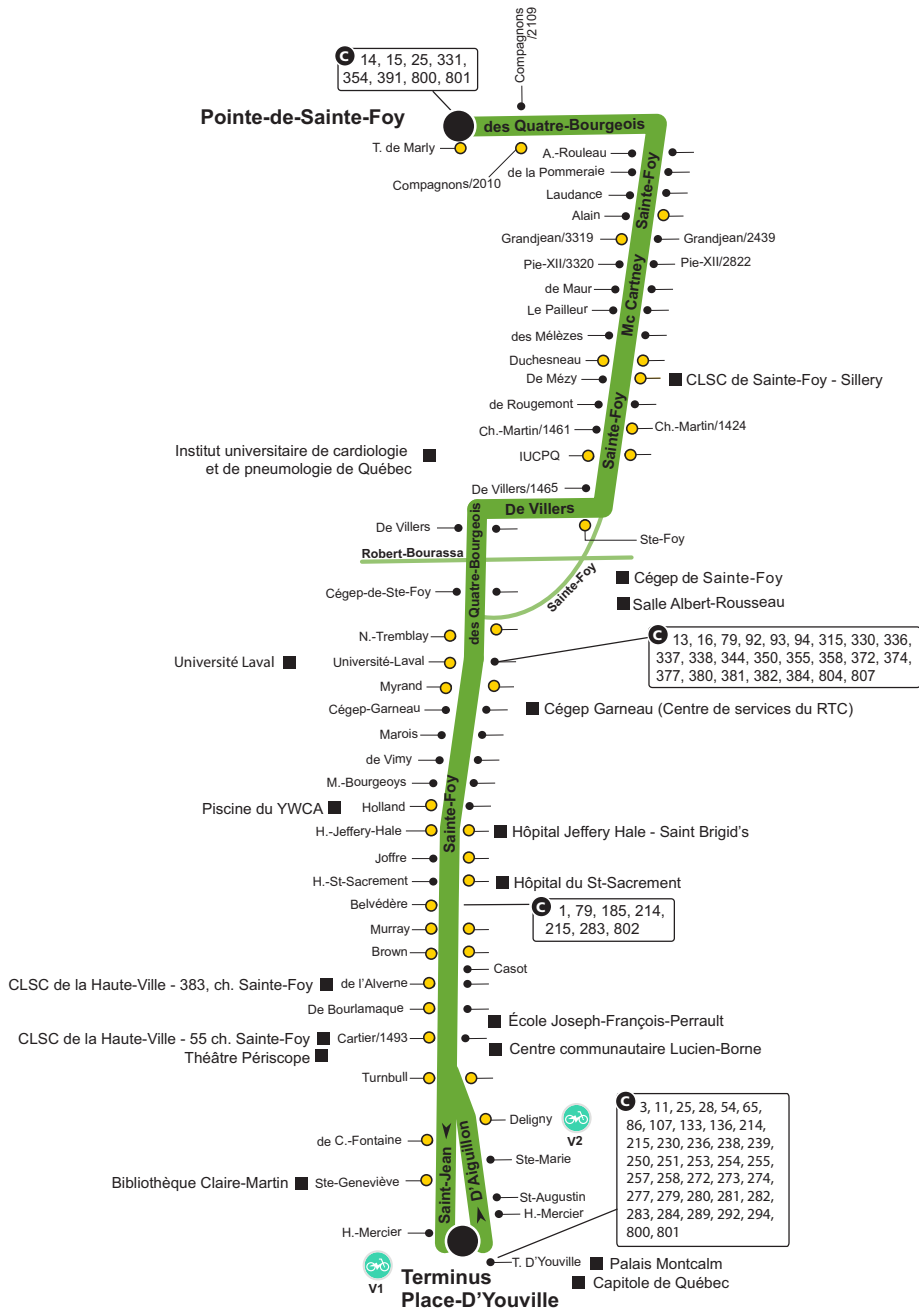 Compagnons
/2109
C 14, 15, 25, 331,
354, 391, 800, 801
Pointe-de-Sainte-Foy
des Quatre-Bourgeois
T. de Marly
Compagnons/2010
A.-Rouleau
de la Pommeraie
Laudance
Sainte-Foy
Alain
Grandjean/3319
Grandjean/2439
Pie-XII/3320
Pie-XII/2822
de Maur
Mc Cartney
Le Pailleur
des Mélèzes
Duchesneau
De Mézy
CLSC de Sainte-Foy - Sillery
de Rougemont
Sainte-Foy
Ch.-Martin/1461
Ch.-Martin/1424
Institut universitaire de cardiologie
et de pneumologie de Québec
IUCPQ
De Villers/1465
De Villers
De Villers
Ste-Foy
Robert-Bourassa
des Quatre-Bourgeois
Sainte-Foy
Cégep de Sainte-Foy
Cégep-de-Ste-Foy
Salle Albert-Rousseau
N.-Tremblay
C 13, 16, 79, 92, 93, 94, 315, 330, 336,
337, 338, 344, 350, 355, 358, 372, 374,
377, 380, 381, 382, 384, 804, 807
Université Laval
Université-Laval
Myrand
Cégep-Garneau
Cégep Garneau (Centre de services du RTC)
Marois
de Vimy
M.-Bourgeoys
Sainte-Foy
Piscine du YWCA
Holland
H.-Jeffery-Hale
Hôpital Jeffery Hale - Saint Brigid's
Joffre
H.-St-Sacrement
Hôpital du St-Sacrement
Belvédère
C 1, 79, 185, 214,
215, 283, 802
Murray
Brown
Casot
CLSC de la Haute-Ville - 383, ch. Sainte-Foy
de l'Alverne
De Bourlamaque
École Joseph-François-Perrault
CLSC de la Haute-Ville - 55 ch. Sainte-Foy
Cartier/1493
Théâtre Périscope
Centre communautaire Lucien-Borne
Turnbull
Deligny
V2
de C.-Fontaine
Saint-Jean
D'Aiguillon
Ste-Marie
Bibliothèque Claire-Martin
Ste-Geneviève
St-Augustin
H.-Mercier
H.-Mercier
C 3, 11, 25, 28, 54, 65,
86, 107, 133, 136, 214,
215, 230, 236, 238, 239,
250, 251, 253, 254, 255,
257, 258, 272, 273, 274,
277, 279, 280, 281, 282,
283, 284, 289, 292, 294,
800, 801
T. D'Youville
Palais Montcalm
Capitole de Québec
V1
Terminus
Place-D'Youville